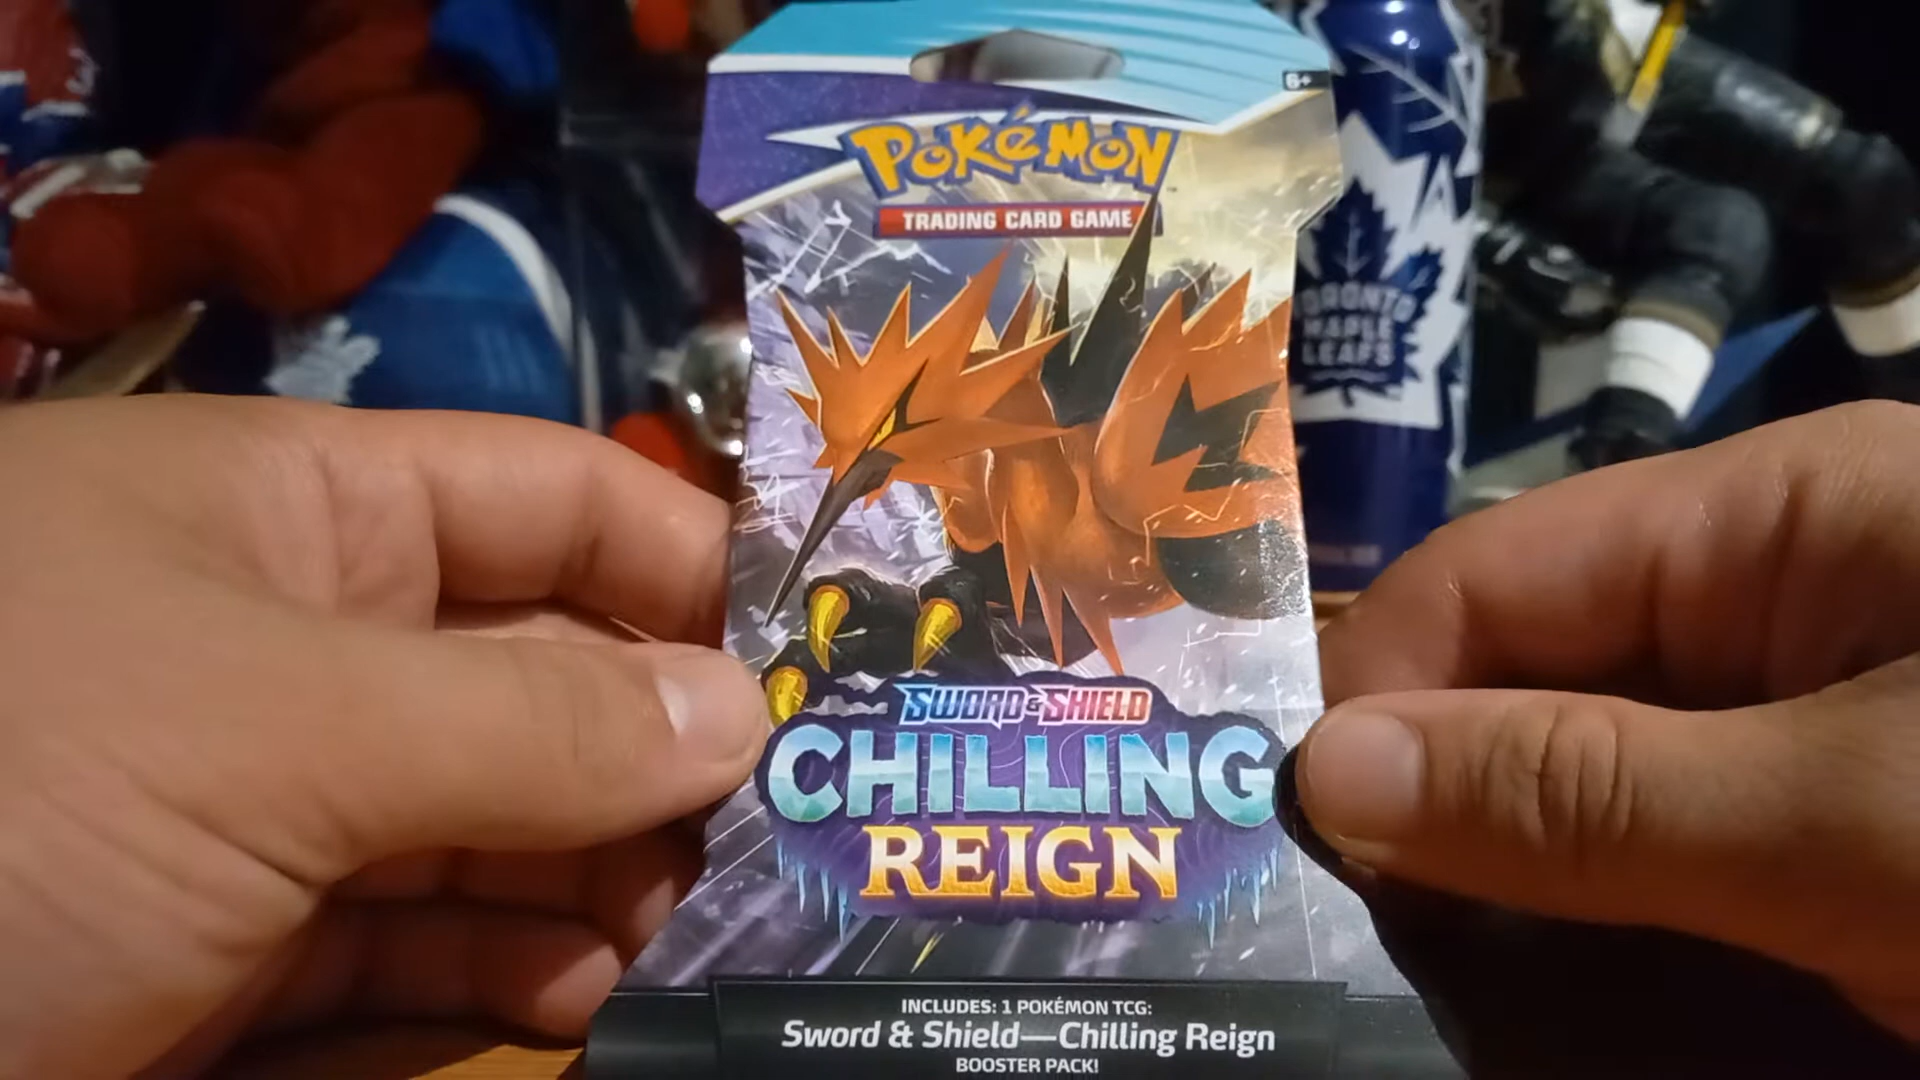 6+
POKéMON
TRADING CARD GAME
TORONTO
MAPLE
LEAFS
SWORD & SHIELD
CHILLING
REIGN
INCLUDES: 1 POKÉMON TCG:
Sword & Shield—Chilling Reign
BOOSTER PACK!